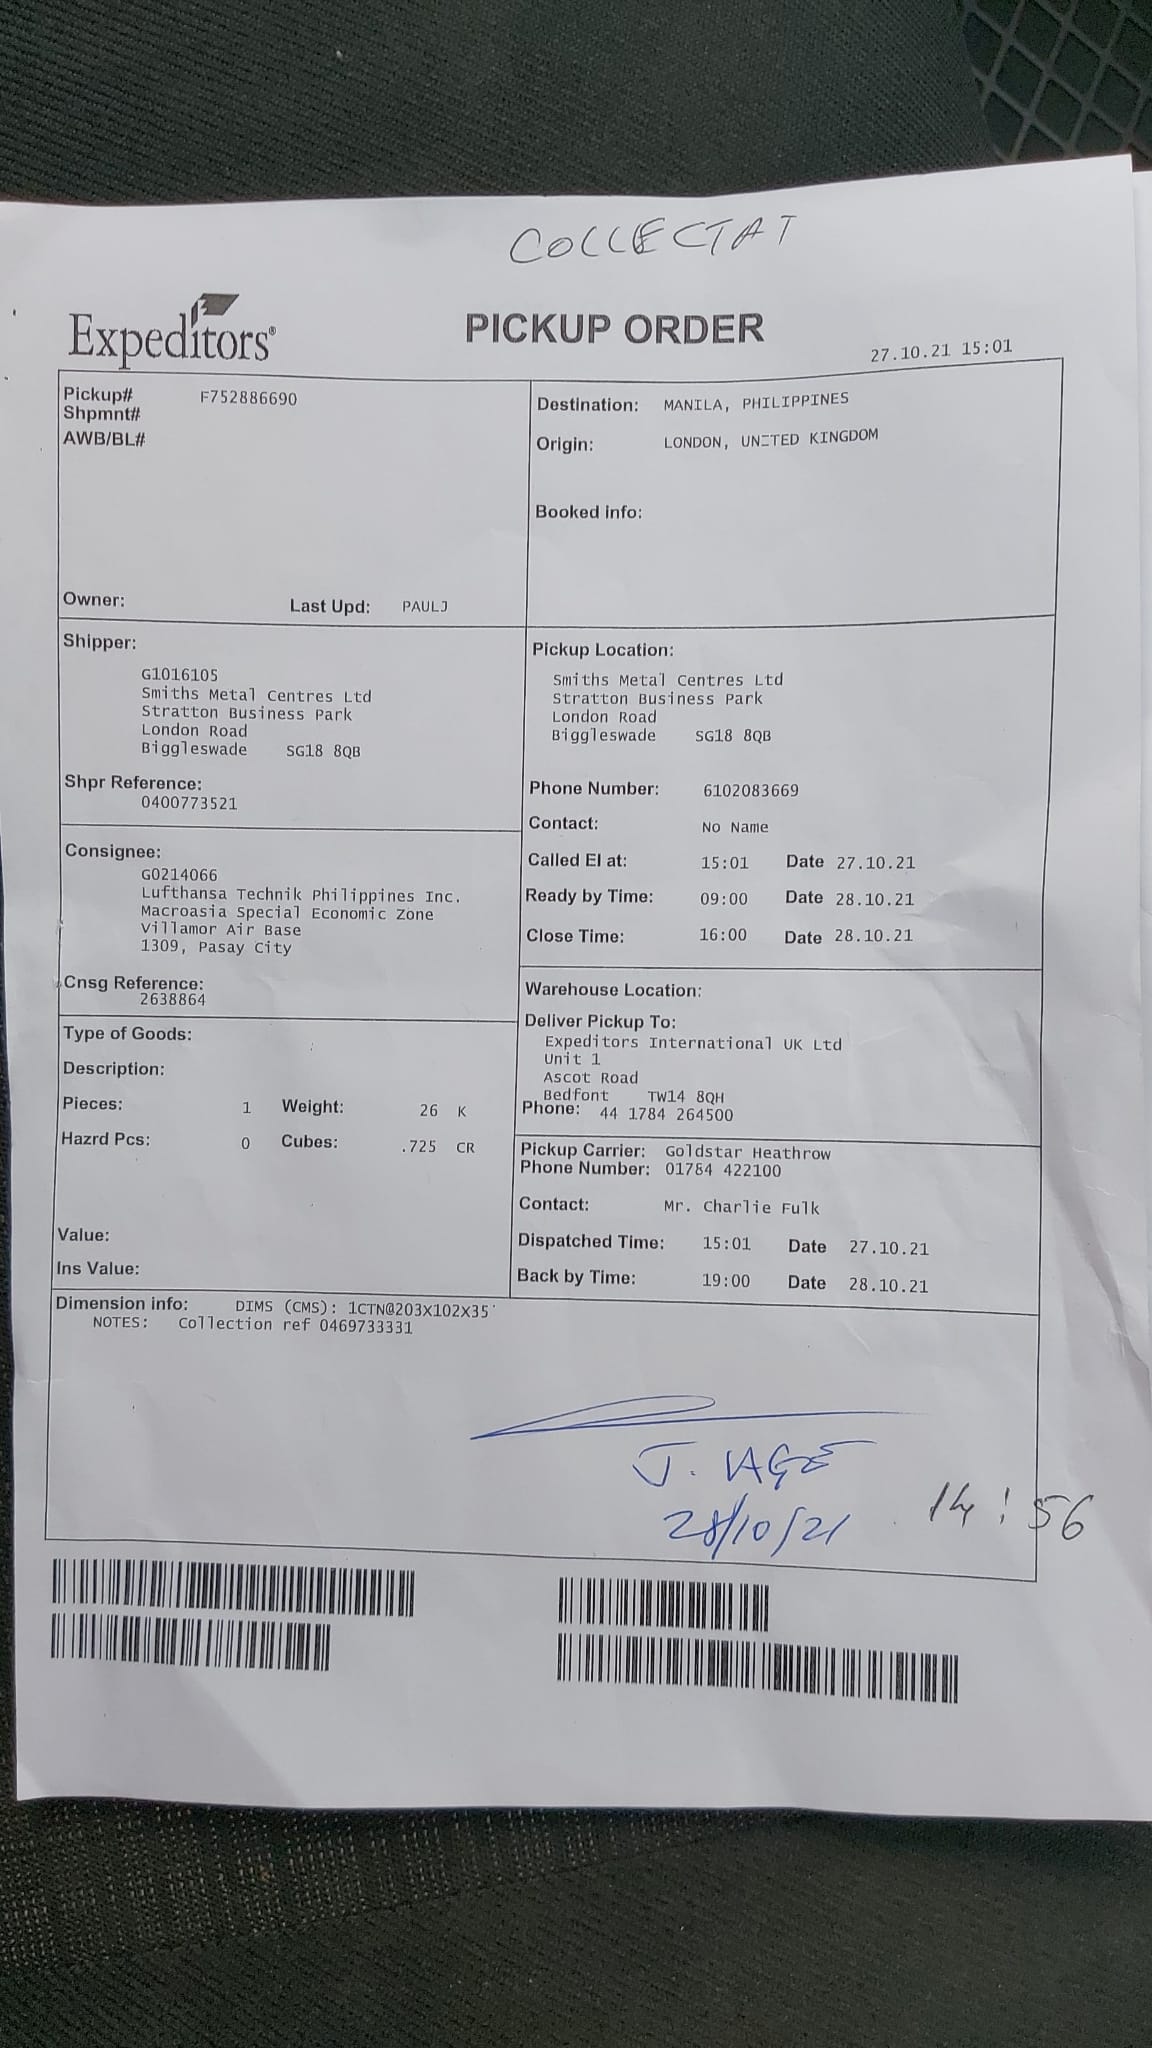 COLLECTAT
Expeditors®
PICKUP ORDER
27.10.21 15:01
Pickup# F752886690
Shpmnt#
AWB/BL#
Owner: Last Upd: PAULJ
Destination: MANILA, PHILIPPINES
Origin: LONDON, UNITED KINGDOM
Booked info:
Shipper:
G1016105
Smiths Metal Centres Ltd
Stratton Business Park
London Road
Biggleswade SG18 8QB
Shpr Reference:
0400773521
Pickup Location:
Smiths Metal Centres Ltd
Stratton Business Park
London Road
Biggleswade SG18 8QB
Phone Number: 6102083669
Contact: No Name
Called EI at: 15:01 Date 27.10.21
Ready by Time: 09:00 Date 28.10.21
Close Time: 16:00 Date 28.10.21
Consignee:
G0214066
Lufthansa Technik Philippines Inc.
Macroasia Special Economic Zone
Villamor Air Base
1309, Pasay City
Cnsg Reference:
2638864
Warehouse Location:
Deliver Pickup To:
Expeditors International UK Ltd
Unit 1
Ascot Road
Bedfont TW14 8QH
Phone: 44 1784 264500
Type of Goods:
Description:
Pieces: 1 Weight: 26 K
Hazrd Pcs: 0 Cubes: .725 CR
Value:
Ins Value:
Pickup Carrier: Goldstar Heathrow
Phone Number: 01784 422100
Contact: Mr. Charlie Fulk
Dispatched Time: 15:01 Date 27.10.21
Back by Time: 19:00 Date 28.10.21
Dimension info: DIMS (CMS): 1CTN@203X102X35
NOTES: Collection ref 0469733331
28/10/21 14:56